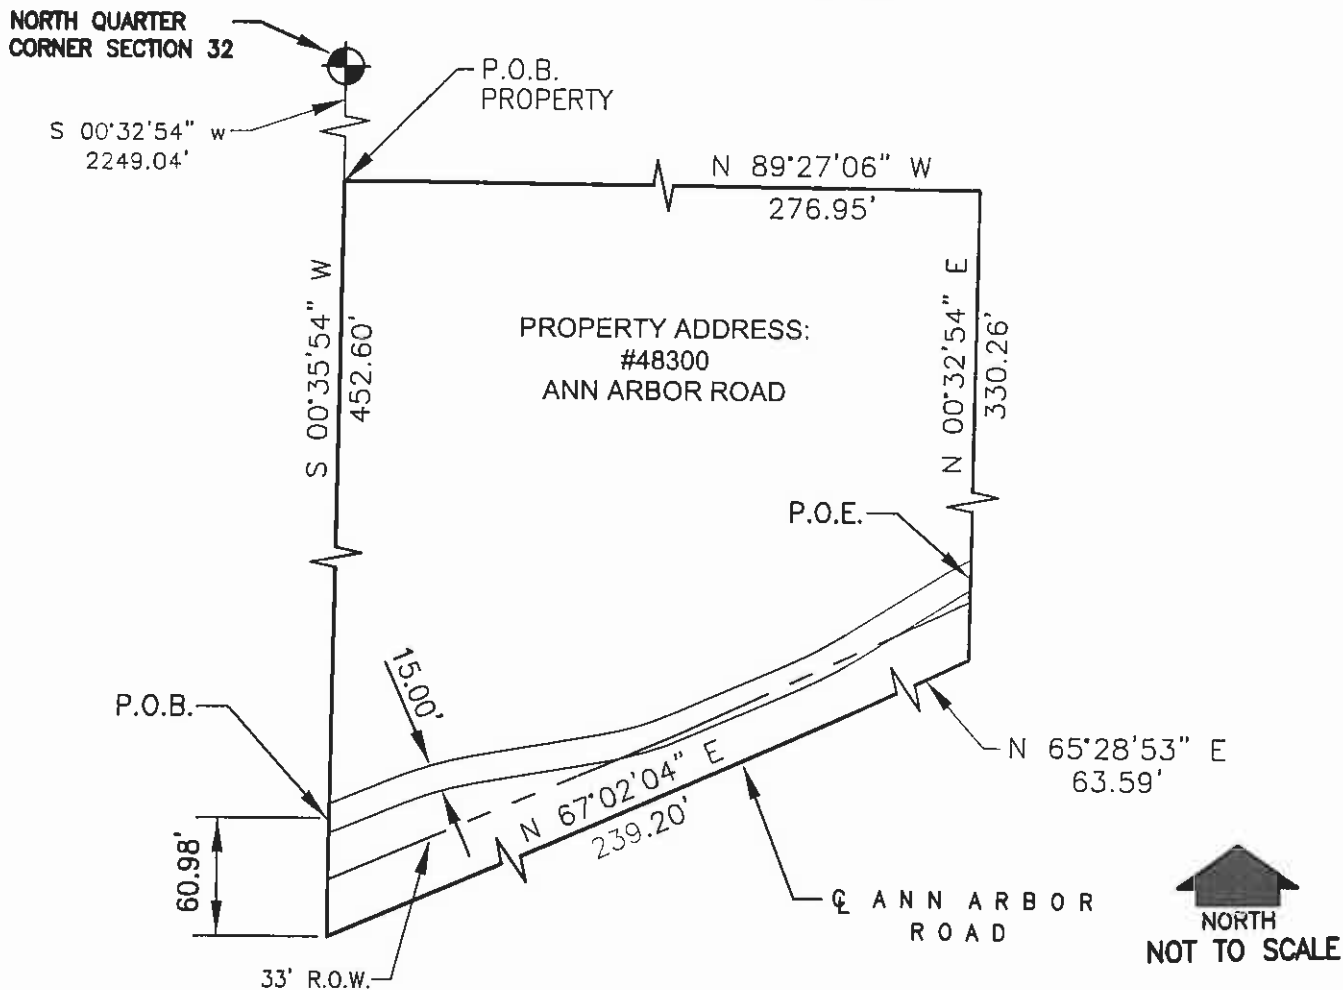 NORTH QUARTER
CORNER SECTION 32
P.O.B.
PROPERTY
S 00°32'54" w
2249.04'
N 89°27'06" W
276.95'
S 00°35'54" W
452.60'
PROPERTY ADDRESS:
#48300
ANN ARBOR ROAD
N 00°32'54" E
330.26'
P.O.E.
15.00'
P.O.B.
60.98'
N 67°02'04" E
239.20'
N 65°28'53" E
63.59'
℄ ANN ARBOR
ROAD
33' R.O.W.
NORTH
NOT TO SCALE